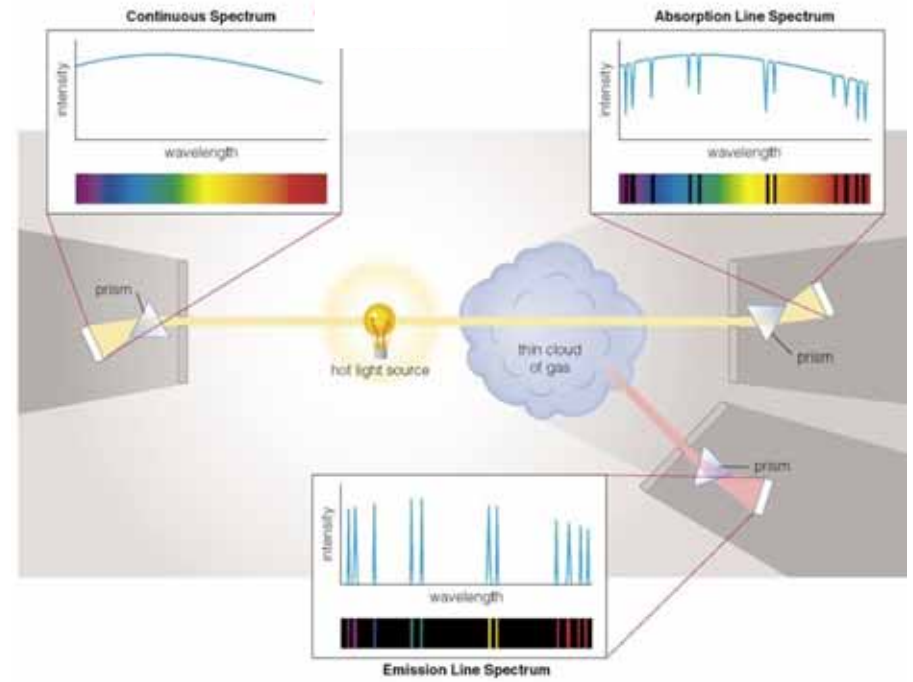 Continuous Spectrum
intensity
wavelength
Absorption Line Spectrum
intensity
wavelength
prism
hot light source
thin cloud
of gas
prism
prism
intensity
wavelength
Emission Line Spectrum